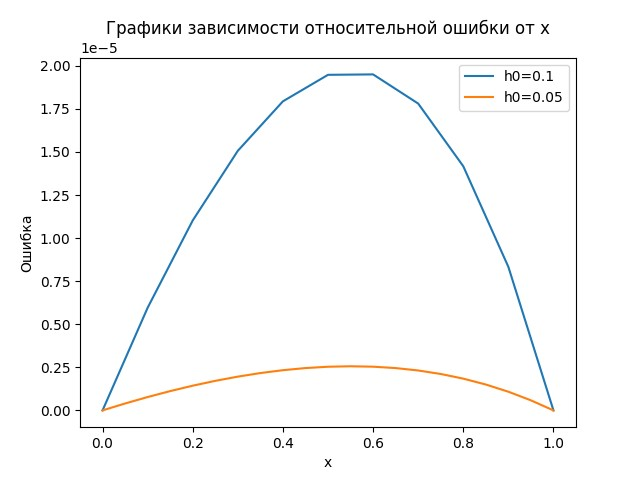 Графики зависимости относительной ошибки от x
1e−5
2.00
1.75
1.50
1.25
1.00
0.75
0.50
0.25
0.00
Ошибка
h0=0.1
h0=0.05
0.0 0.2 0.4 0.6 0.8 1.0
x